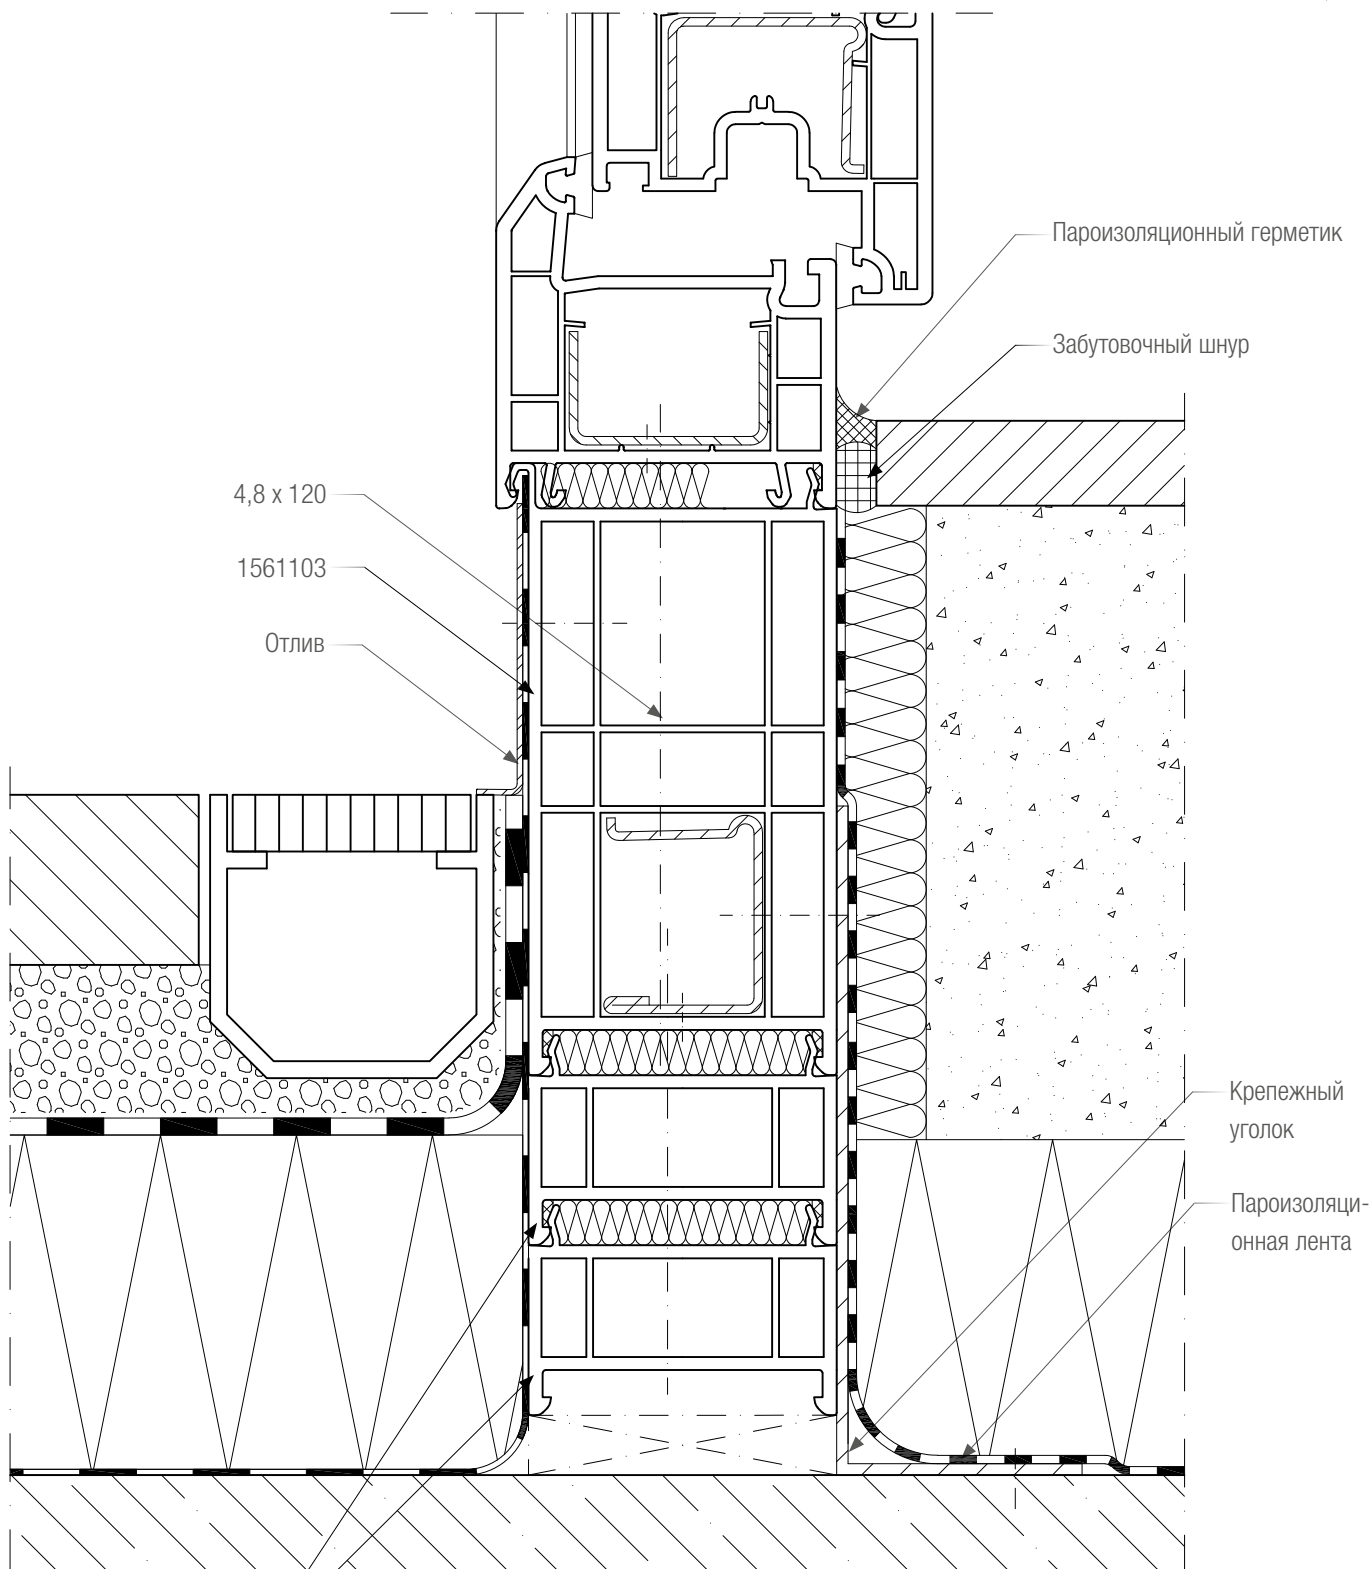 Пароизоляционный герметик
Забутовочный шнур
4,8 x 120
1561103
Отлив
Крепежный
уголок
Пароизоляци-
онная лента